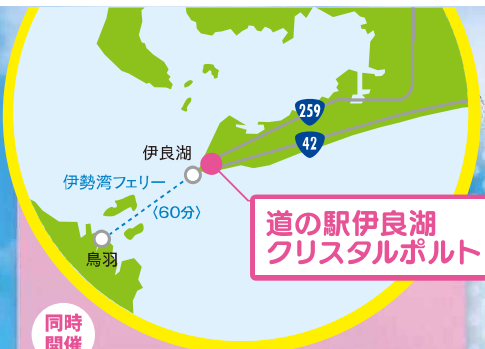 259
42
伊良湖
伊勢湾フェリー
〈60分〉
鳥羽
道の駅伊良湖
クリスタルポルト
同時
開催